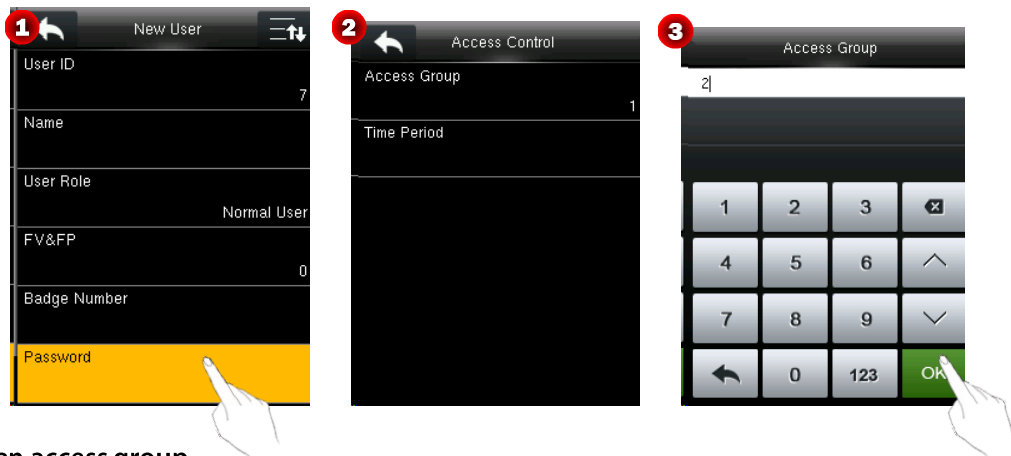 1
New User
User ID
7
Name
User Role
Normal User
FV&FP
0
Badge Number
Password
2
Access Control
Access Group
1
Time Period
3
Access Group
2
1 2 3
4 5 6
7 8 9
0 123 OK
access group